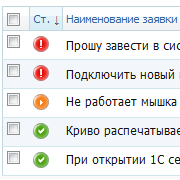 Ст. ↓ Наименование заявки
Прошу завести в сис
Подключить новый
Не работает мышка
Криво распечатывае
При открытии 1С се